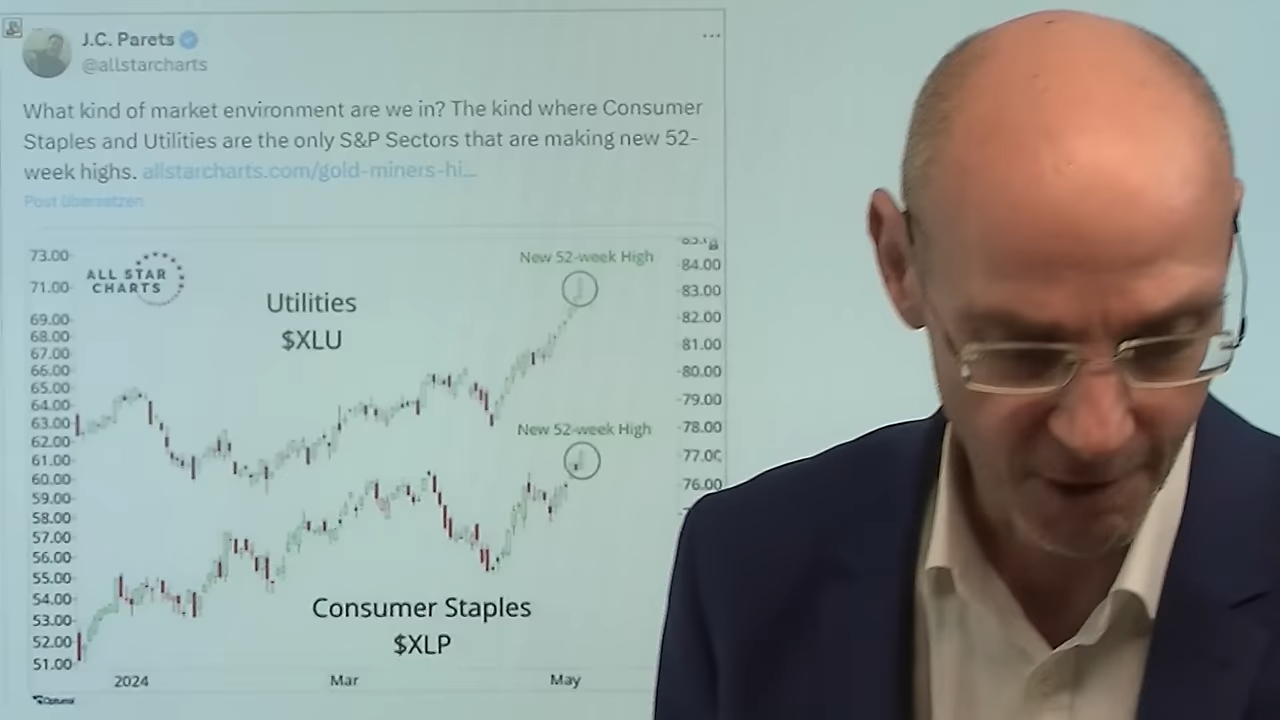 J.C. Parets
@allstarcharts
...
What kind of market environment are we in? The kind where Consumer
Staples and Utilities are the only S&P Sectors that are making new 52-
week highs. allstarcharts.com/gold-miners-hi...
Post übersetzen
ALL STAR
CHARTS
Utilities
$XLU
New 52-week High
New 52-week High
Consumer Staples
$XLP
73.00
71.00
69.00
68.00
67.00
66.00
65.00
64.00
63.00
62.00
61.00
60.00
59.00
58.00
57.00
56.00
55.00
54.00
53.00
52.00
51.00
84.00
83.00
82.00
81.00
80.00
79.00
78.00
77.00
76.00
2024
Mar
May
Optuma